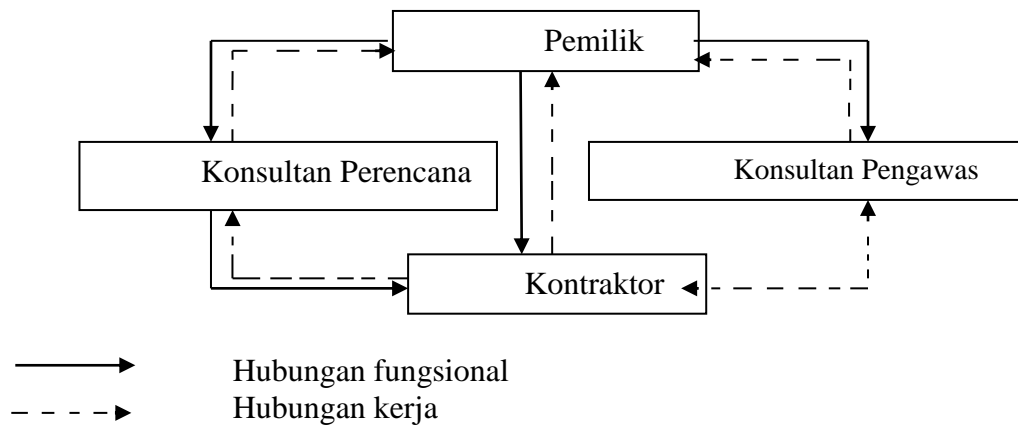 Pemilik
Konsultan Perencana
Konsultan Pengawas
Kontraktor
Hubungan fungsional
Hubungan kerja